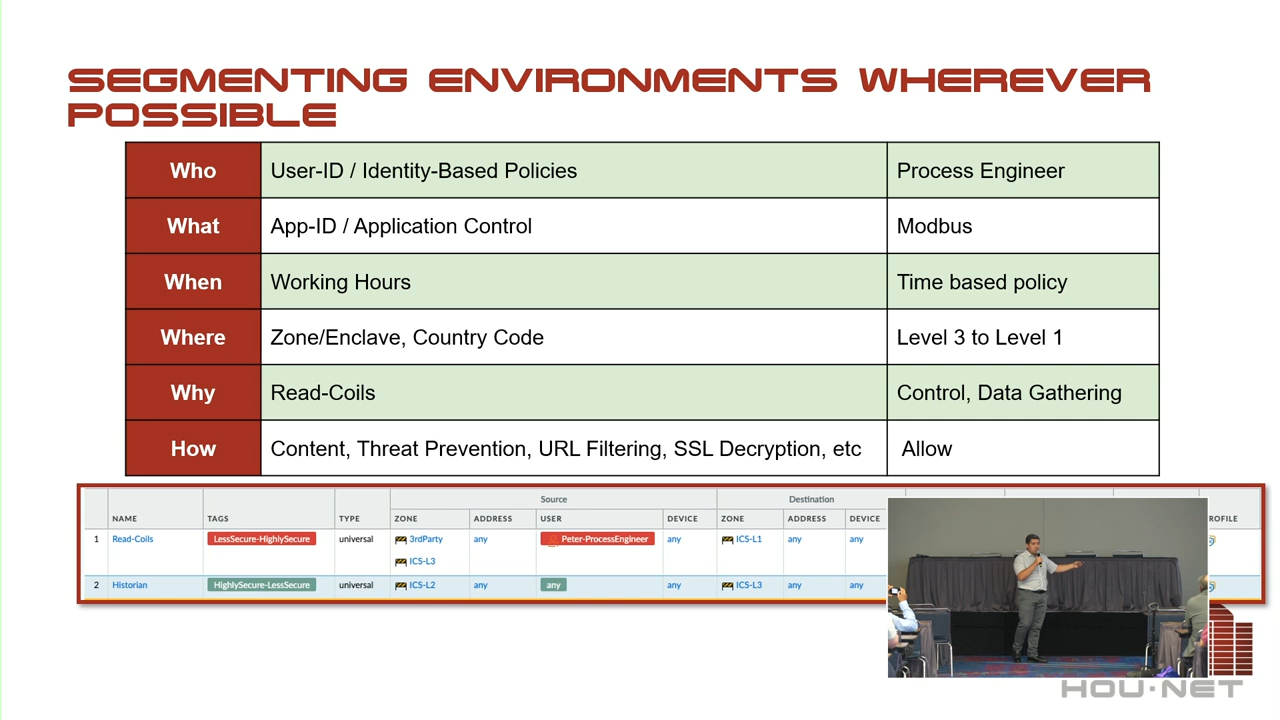 SEGMENTING ENVIRONMENTS WHEREVER
POSSIBLE
Who User-ID / Identity-Based Policies Process Engineer
What App-ID / Application Control Modbus
When Working Hours Time based policy
Where Zone/Enclave, Country Code Level 3 to Level 1
Why Read-Coils Control, Data Gathering
How Content, Threat Prevention, URL Filtering, SSL Decryption, etc Allow
Source Destination
NAME TAGS TYPE ZONE ADDRESS USER DEVICE ZONE ADDRESS DEVICE ROFILE
1 Read-Coils LessSecure-HighlySecure universal 3rdParty any Peter-ProcessEngineer any ICS-L1 any any
ICS-L3
2 Historian HighlySecure-LessSecure universal ICS-L2 any any any ICS-L3 any any
HOU·NET